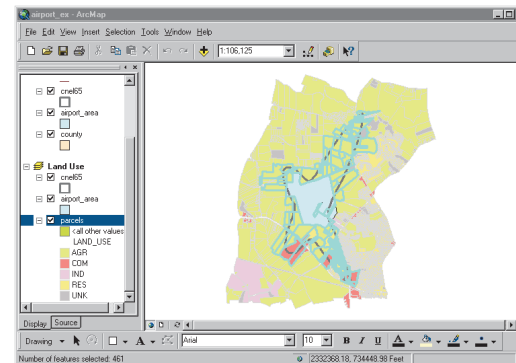 airport_ex - ArcMap
File Edit View Insert Selection Tools Window Help
1:106,125
cnel65
airport_area
county
Land Use
cnel65
airport_area
parcels
<all other values
LAND_USE
AGR
COM
IND
RES
UNK
Display Source
Drawing A Arial 10 B I U A
Number of features selected: 461 2332368.18, 734448.98 Feet